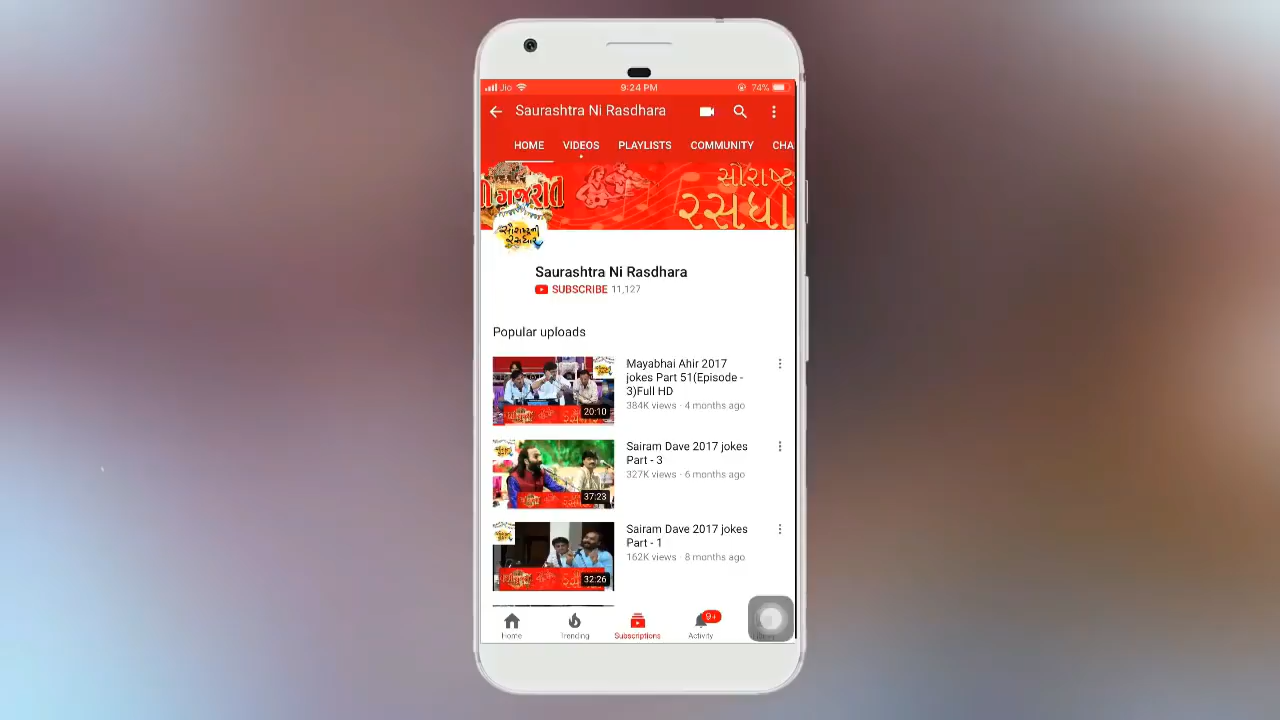 Jio 9:24 PM 74%
Saurashtra Ni Rasdhara
HOME VIDEOS PLAYLISTS COMMUNITY CHA
ગુજરાત
સૌરાષ્ટ્ર
રસધા
સૌરાષ્ટ્રની
રસધાર
Saurashtra Ni Rasdhara
SUBSCRIBE 11,127
Popular uploads
Mayabhai Ahir 2017
jokes Part 51(Episode -
3)Full HD
384K views · 4 months ago
20:10
Sairam Dave 2017 jokes
Part - 3
327K views · 6 months ago
37:23
Sairam Dave 2017 jokes
Part - 1
162K views · 8 months ago
32:26
9+
Home Trending Subscriptions Activity